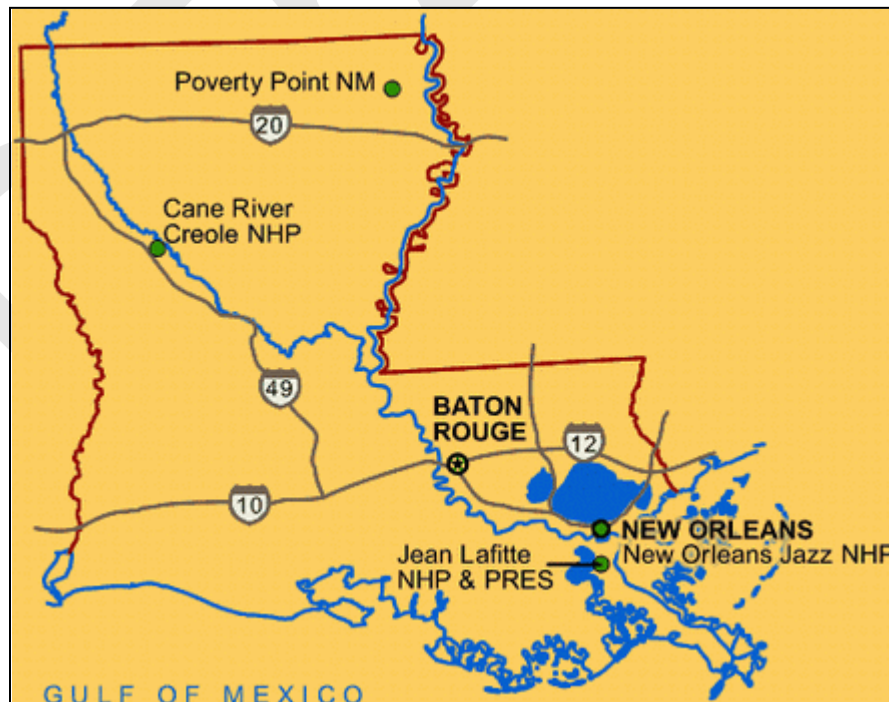 Poverty Point NM
20
Cane River
Creole NHP
49
BATON
ROUGE
12
10
NEW ORLEANS
New Orleans Jazz NHP
Jean Lafitte
NHP & PRES
GULF OF MEXICO